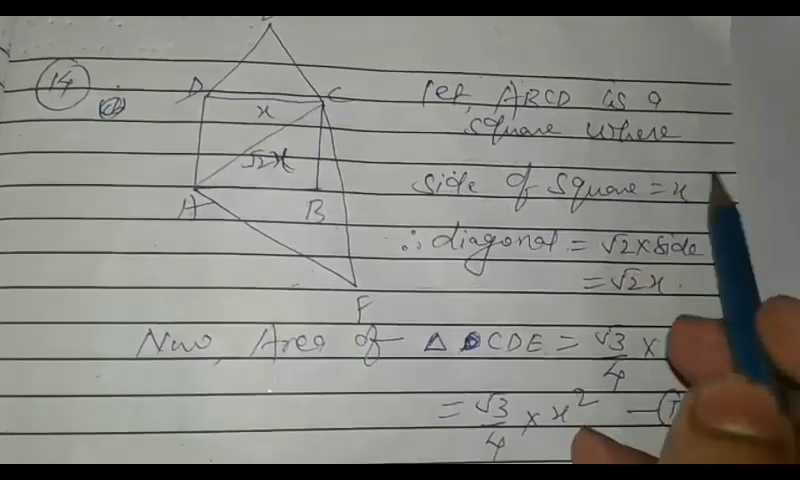 14
D
C
x
√2x
A
B
F
let, ABCD is a
square where
side of square = x
∴ diagonal = √2 × side
= √2x.
Now, Area of Δ CDE = √3/4 ×
= √3/4 × x² —